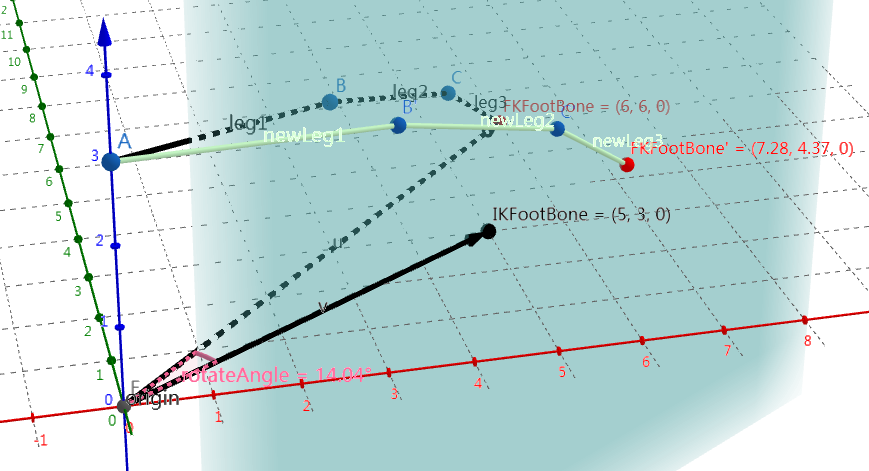 12
11
10
9
8
7
6
5
4
3
2
1
0
4
3
2
1
0
A
B
C
leg1
leg2
leg3
FKFootBone = (6, 6, 0)
B'
newLeg1
newLeg2
newLeg3
FKFootBone' = (7.28, 4.37, 0)
IKFootBone = (5, 3, 0)
u
v
rotateAngle = 14.04°
origin
-1
0
1
2
3
4
5
6
7
8